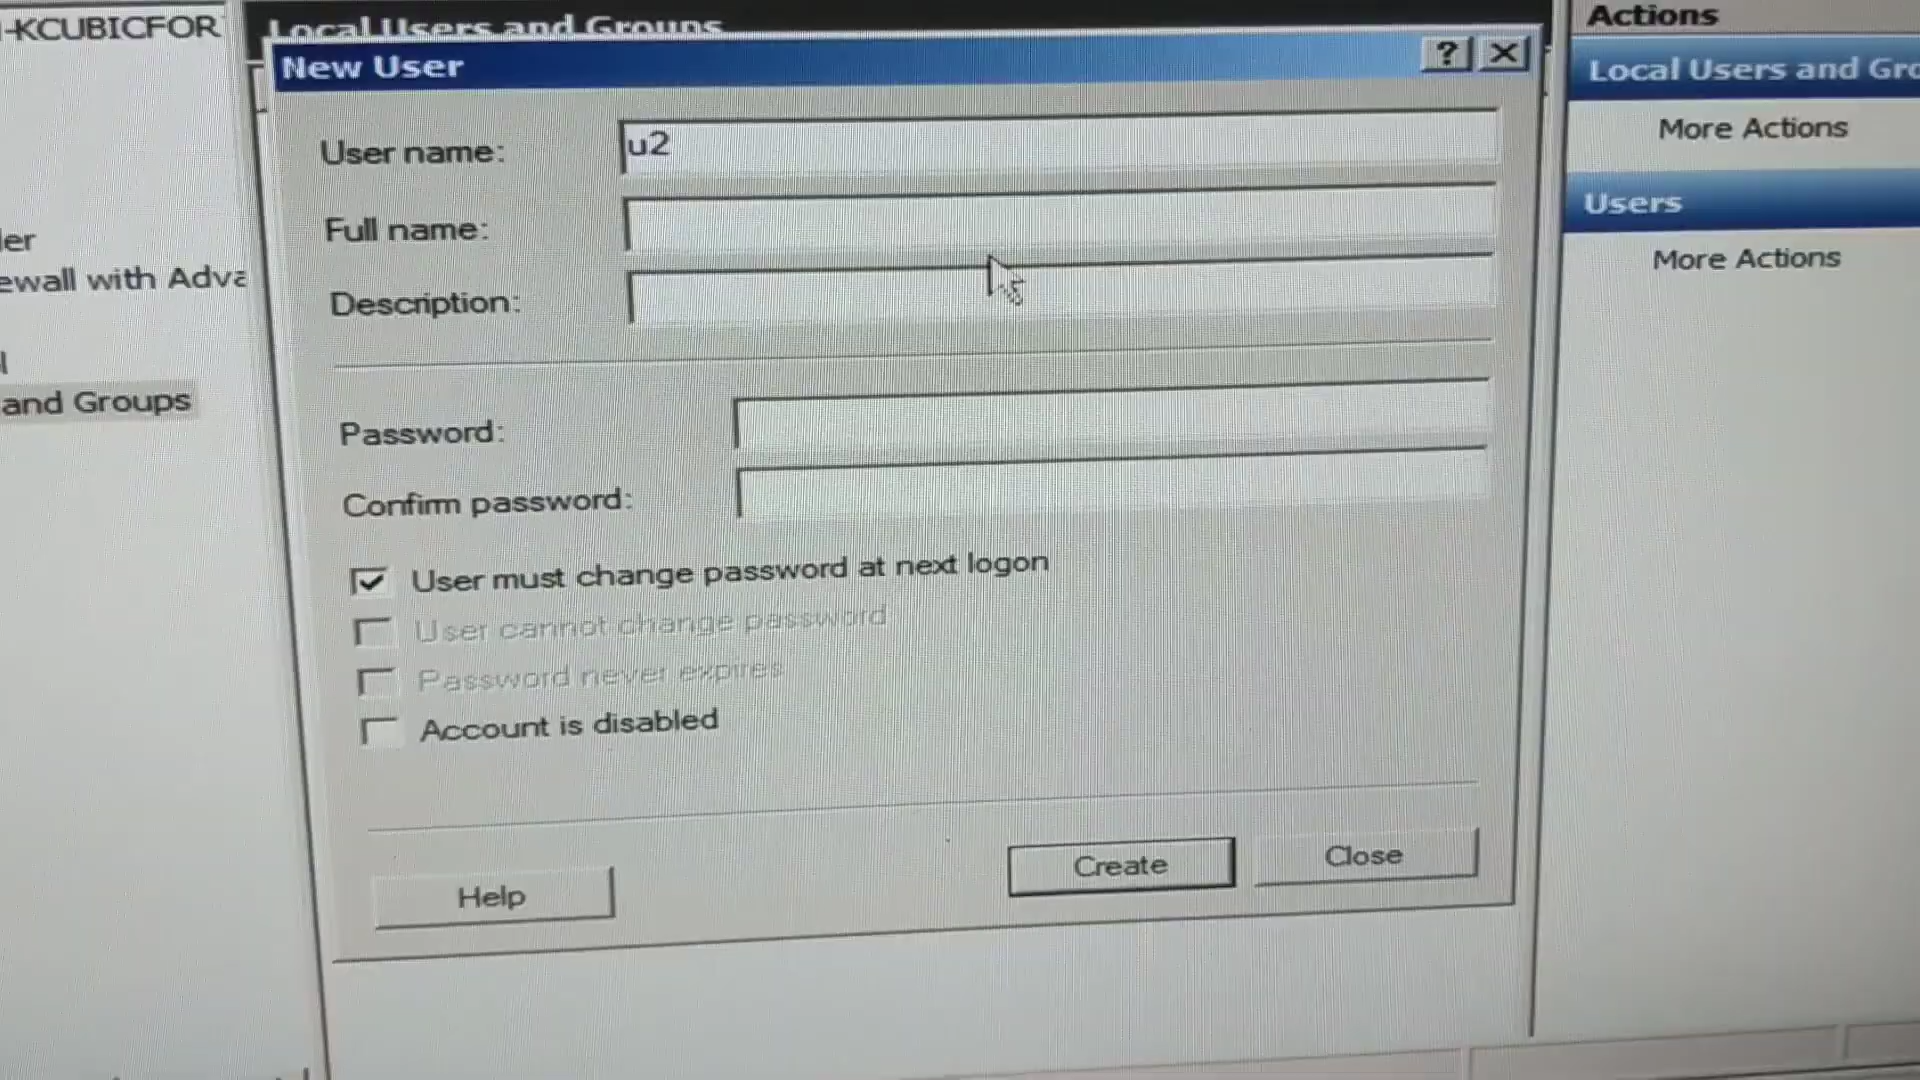 -KCUBICFOR
Local Users and Groups
Actions
New User
? X
Local Users and Gro
User name:
u2
More Actions
Full name:
Users
ler
ewall with Adva
More Actions
Description:
and Groups
Password:
Confirm password:
User must change password at next logon
User cannot change password
Password never expires
Account is disabled
Help
Create
Close